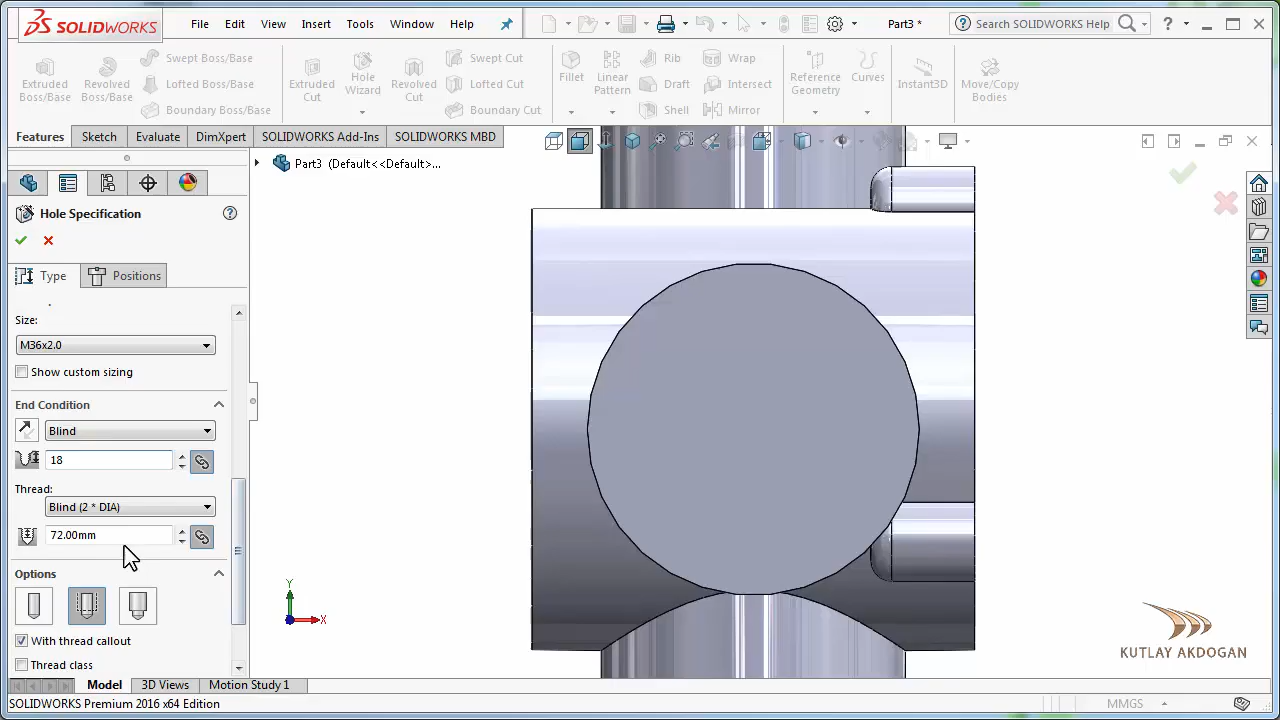 SOLIDWORKS File Edit View Insert Tools Window Help Part3 * Search SOLIDWORKS Help ?
Extruded Boss/Base
Revolved Boss/Base
Swept Boss/Base
Lofted Boss/Base
Boundary Boss/Base
Extruded Cut
Hole Wizard
Revolved Cut
Swept Cut
Lofted Cut
Boundary Cut
Fillet
Linear Pattern
Rib
Draft
Shell
Wrap
Intersect
Mirror
Reference Geometry
Curves
Instant3D
Move/Copy Bodies
Features Sketch Evaluate DimXpert SOLIDWORKS Add-Ins SOLIDWORKS MBD
Part3 (Default<<Default>...
Hole Specification ?
Type Positions
Size:
M36x2.0
Show custom sizing
End Condition
Blind
18
Thread:
Blind (2 * DIA)
72.00mm
Options
With thread callout
Thread class
Y
X
KUTLAY AKDOGAN
Model 3D Views Motion Study 1
SOLIDWORKS Premium 2016 x64 Edition MMGS